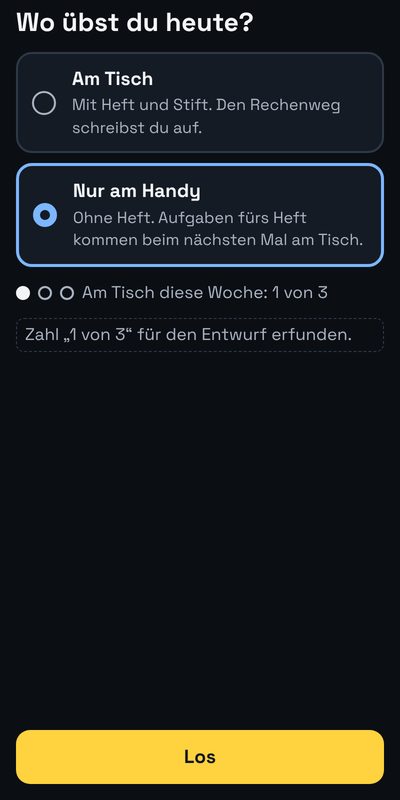 Wo übst du heute?
Am Tisch
Mit Heft und Stift. Den Rechenweg
schreibst du auf.
Nur am Handy
Ohne Heft. Aufgaben fürs Heft
kommen beim nächsten Mal am Tisch.
Am Tisch diese Woche: 1 von 3
Zahl „1 von 3“ für den Entwurf erfunden.
Los